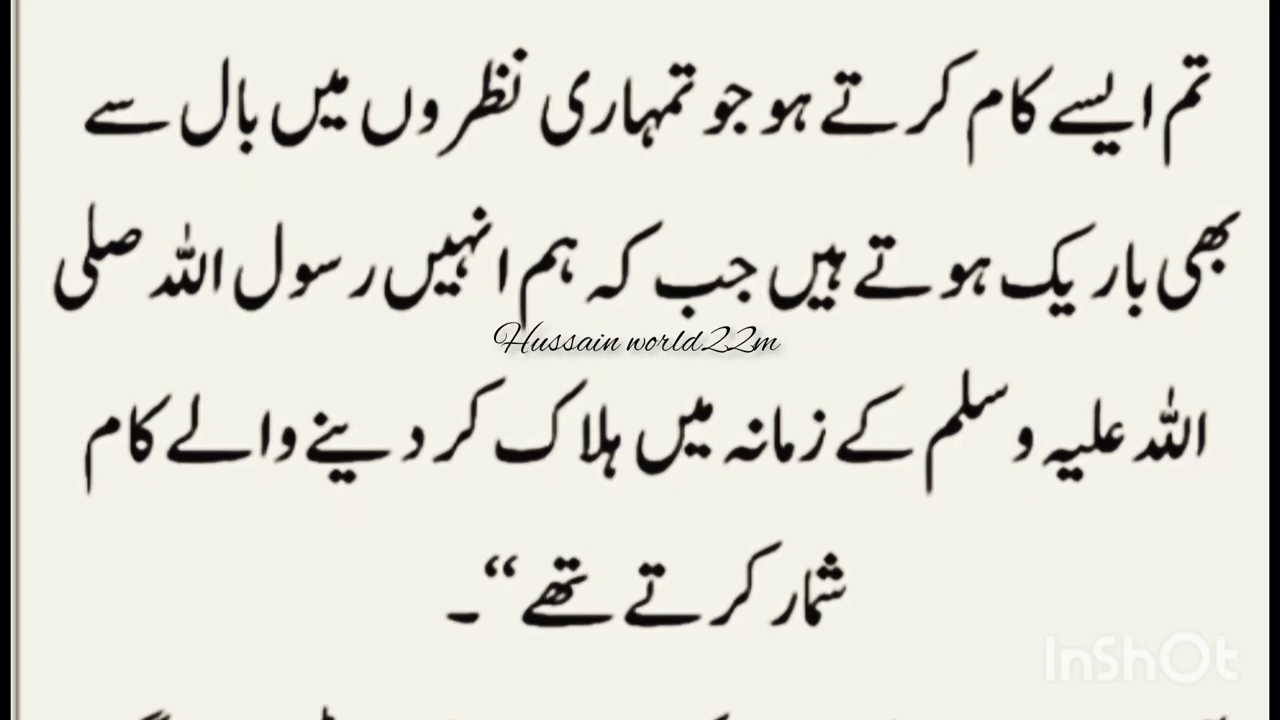 تم ایسے کام کرتے ہو جو تمہاری نظروں میں بال سے
بھی باریک ہوتے ہیں جب کہ ہم انہیں رسول اللہ صلی
Hussain world22m
اللہ علیہ وسلم کے زمانہ میں ہلاک کر دینے والے کام
شمار کرتے تھے‘‘۔
InShOt